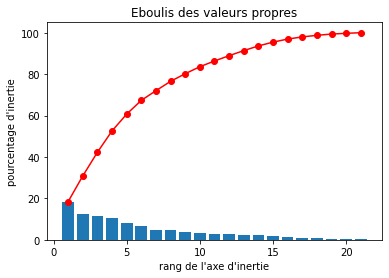 Eboulis des valeurs propres
100
80
60
40
20
0
pourcentage d'inertie
0 5 10 15 20
rang de l'axe d'inertie